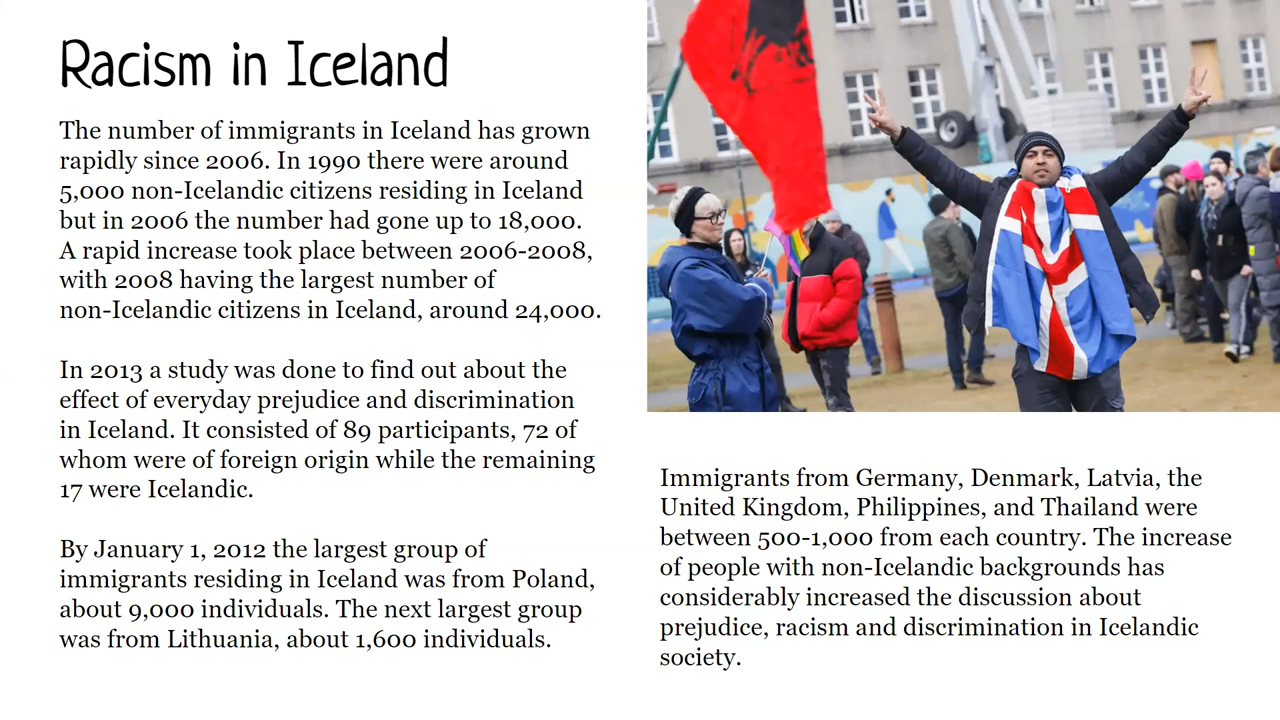 Racism in Iceland
The number of immigrants in Iceland has grown
rapidly since 2006. In 1990 there were around
5,000 non-Icelandic citizens residing in Iceland
but in 2006 the number had gone up to 18,000.
A rapid increase took place between 2006-2008,
with 2008 having the largest number of
non-Icelandic citizens in Iceland, around 24,000.
In 2013 a study was done to find out about the
effect of everyday prejudice and discrimination
in Iceland. It consisted of 89 participants, 72 of
whom were of foreign origin while the remaining
17 were Icelandic.
By January 1, 2012 the largest group of
immigrants residing in Iceland was from Poland,
about 9,000 individuals. The next largest group
was from Lithuania, about 1,600 individuals.
Immigrants from Germany, Denmark, Latvia, the
United Kingdom, Philippines, and Thailand were
between 500-1,000 from each country. The increase
of people with non-Icelandic backgrounds has
considerably increased the discussion about
prejudice, racism and discrimination in Icelandic
society.